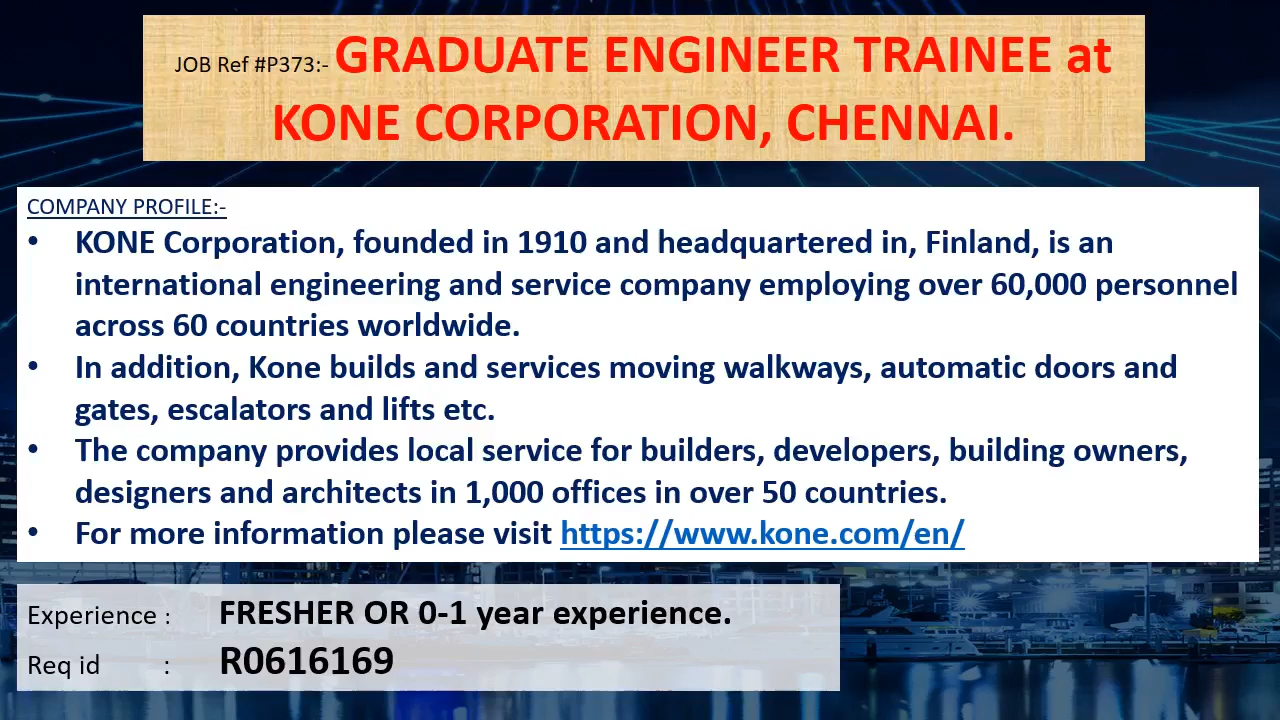 JOB Ref #P373:- GRADUATE ENGINEER TRAINEE at
KONE CORPORATION, CHENNAI.
COMPANY PROFILE:-
• KONE Corporation, founded in 1910 and headquartered in, Finland, is an
international engineering and service company employing over 60,000 personnel
across 60 countries worldwide.
• In addition, Kone builds and services moving walkways, automatic doors and
gates, escalators and lifts etc.
• The company provides local service for builders, developers, building owners,
designers and architects in 1,000 offices in over 50 countries.
• For more information please visit https://www.kone.com/en/
Experience : FRESHER OR 0-1 year experience.
Req id : R0616169